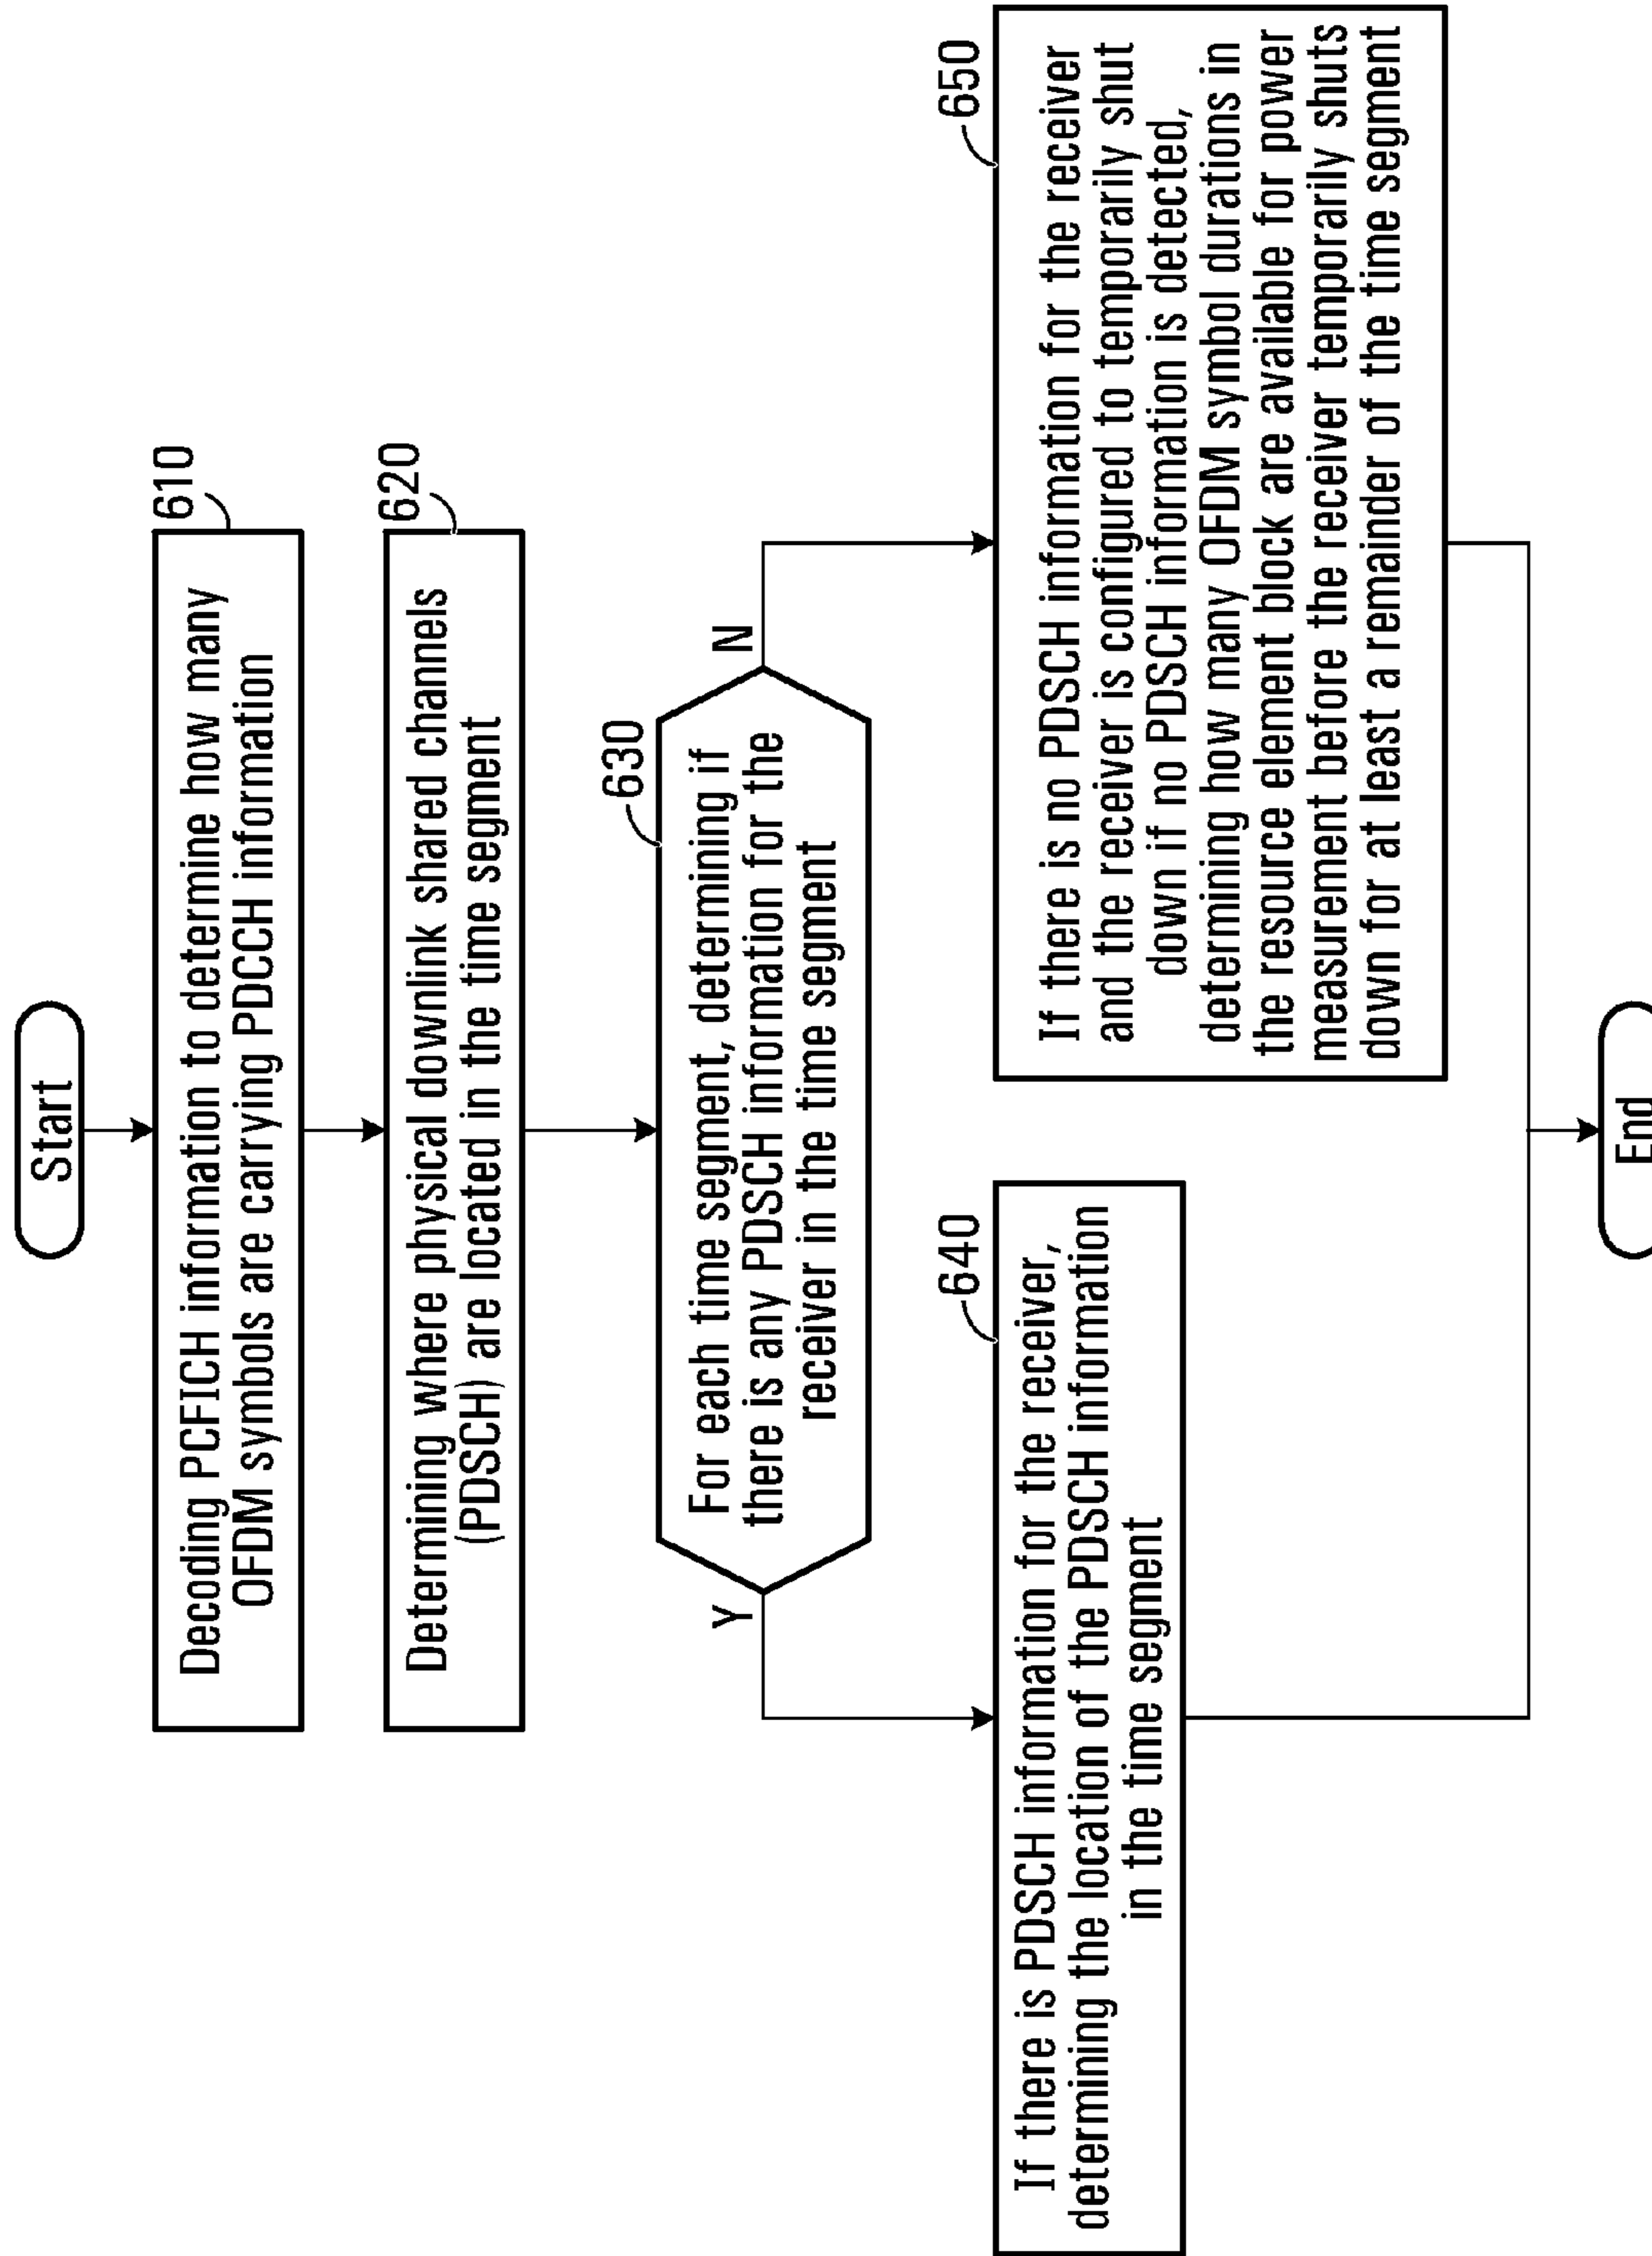 Start
610
Decoding PCFICH information to determine how many
OFDM symbols are carrying PDCCH information
620
Determining where physical downlink shared channels
(PDSCH) are located in the time segment
630
For each time segment, determining if
there is any PDSCH information for the
receiver in the time segment
Y
N
640
If there is PDSCH information for the receiver,
determining the location of the PDSCH information
in the time segment
650
If there is no PDSCH information for the receiver
and the receiver is configured to temporarily shut
down if no PDSCH information is detected,
determining how many OFDM symbol durations in
the resource element block are available for power
measurement before the receiver temporarily shuts
down for at least a remainder of the time segment
End